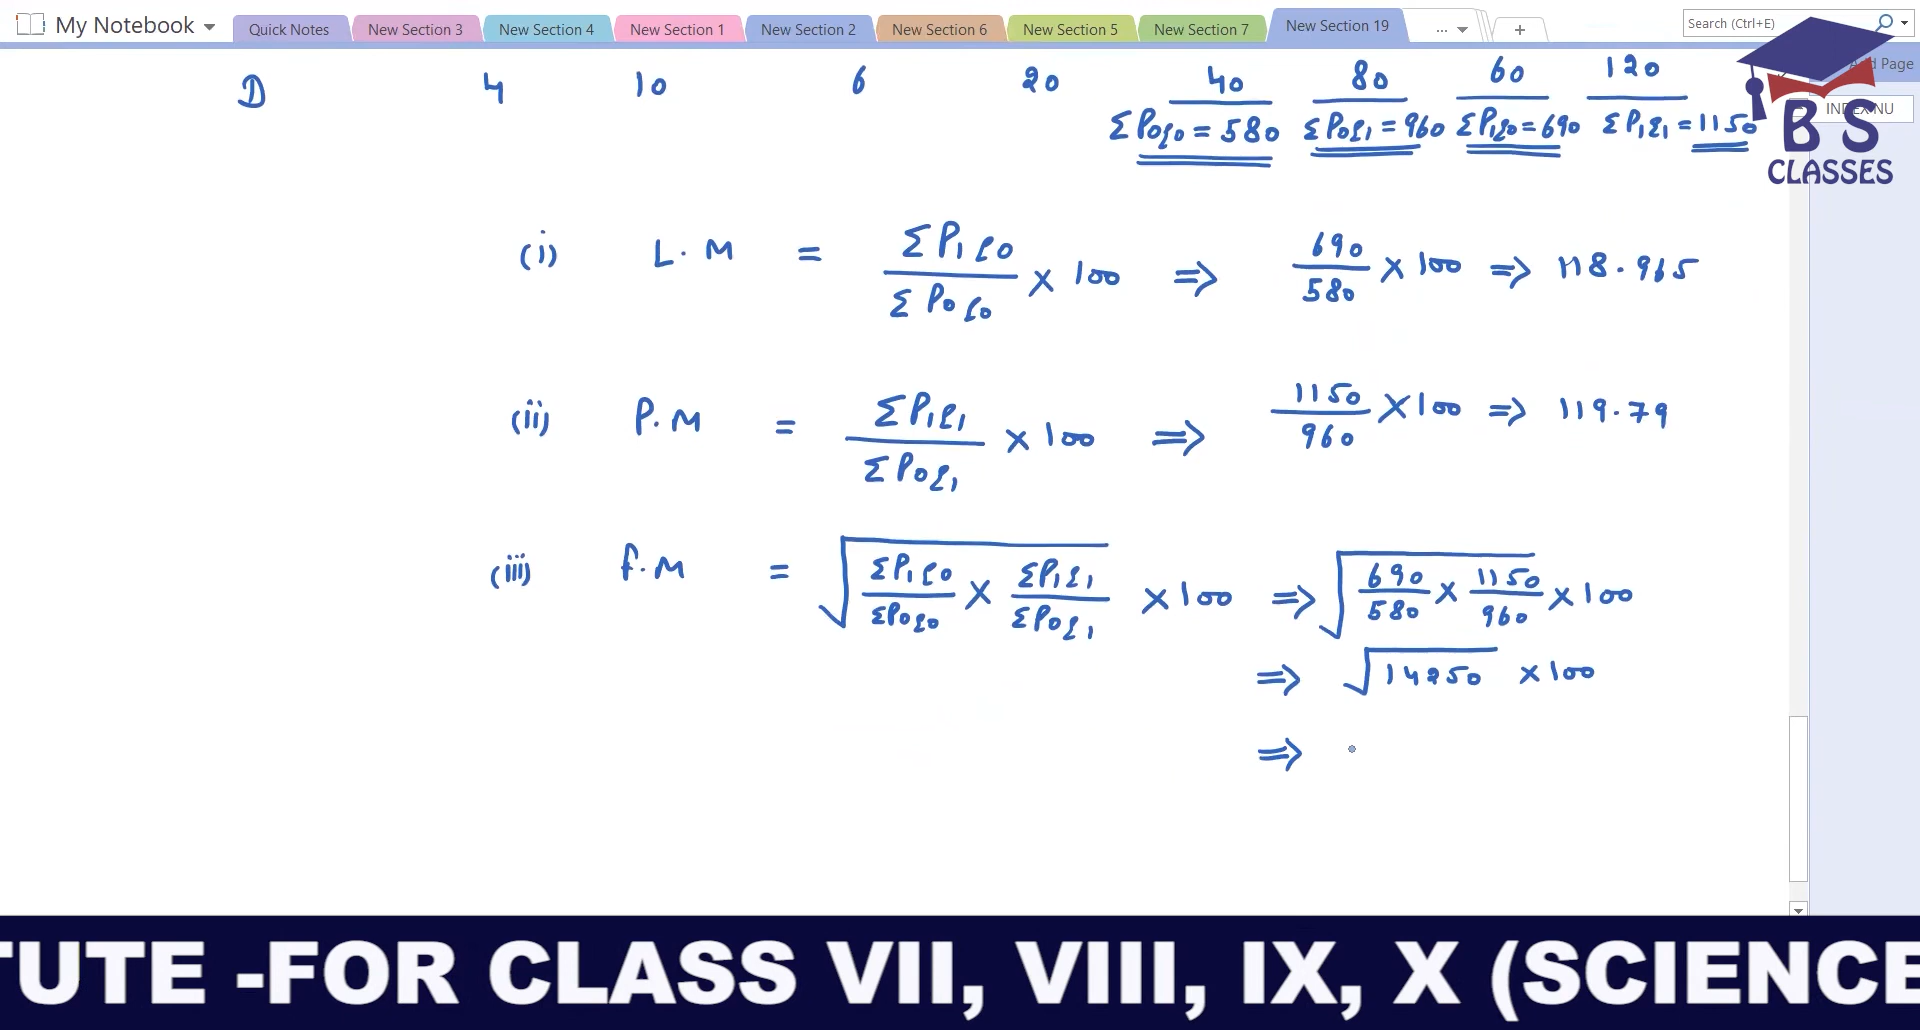 My Notebook Quick Notes New Section 3 New Section 4 New Section 1 New Section 2 New Section 6 New Section 5 New Section 7 New Section 19 ... + Search (Ctrl+E)
d Page
INDEX NU
B S
CLASSES
D 4 10 6 20 40 80 60 120
ΣP₀q₀ = 580 ΣP₀q₁ = 960 ΣP₁q₀ = 690 ΣP₁q₁ = 1150
(i) L.M = ΣP₁q₀ / ΣP₀q₀ × 100 ⇒ 690/580 × 100 ⇒ 118.965
(ii) P.M = ΣP₁q₁ / ΣP₀q₁ × 100 ⇒ 1150/960 × 100 ⇒ 119.79
(iii) f.M = √(ΣP₁q₀/ΣP₀q₀ × ΣP₁q₁/ΣP₀q₁) × 100 ⇒ √(690/580 × 1150/960) × 100
⇒ √14250 × 100
⇒
TUTE -FOR CLASS VII, VIII, IX, X (SCIENCE